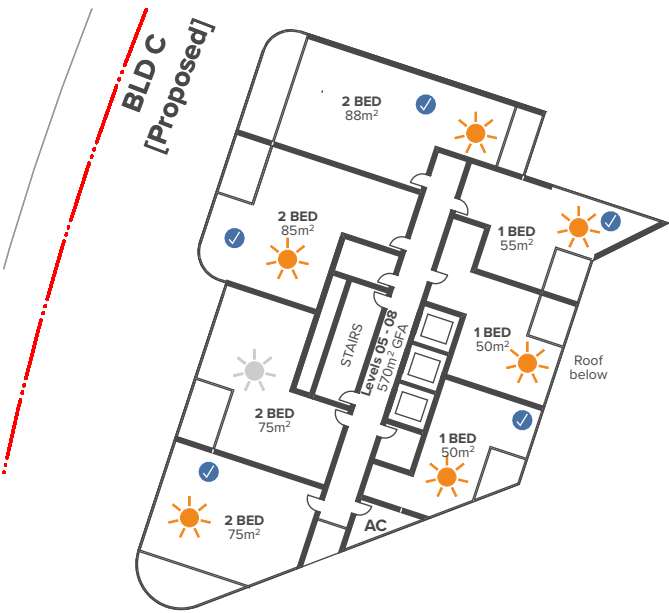 BLD C
[Proposed]
2 BED
88m²
2 BED
85m²
1 BED
55m²
1 BED
50m²
Roof
below
STAIRS
Levels 05 - 08
570m² GFA
2 BED
75m²
1 BED
50m²
2 BED
75m²
AC